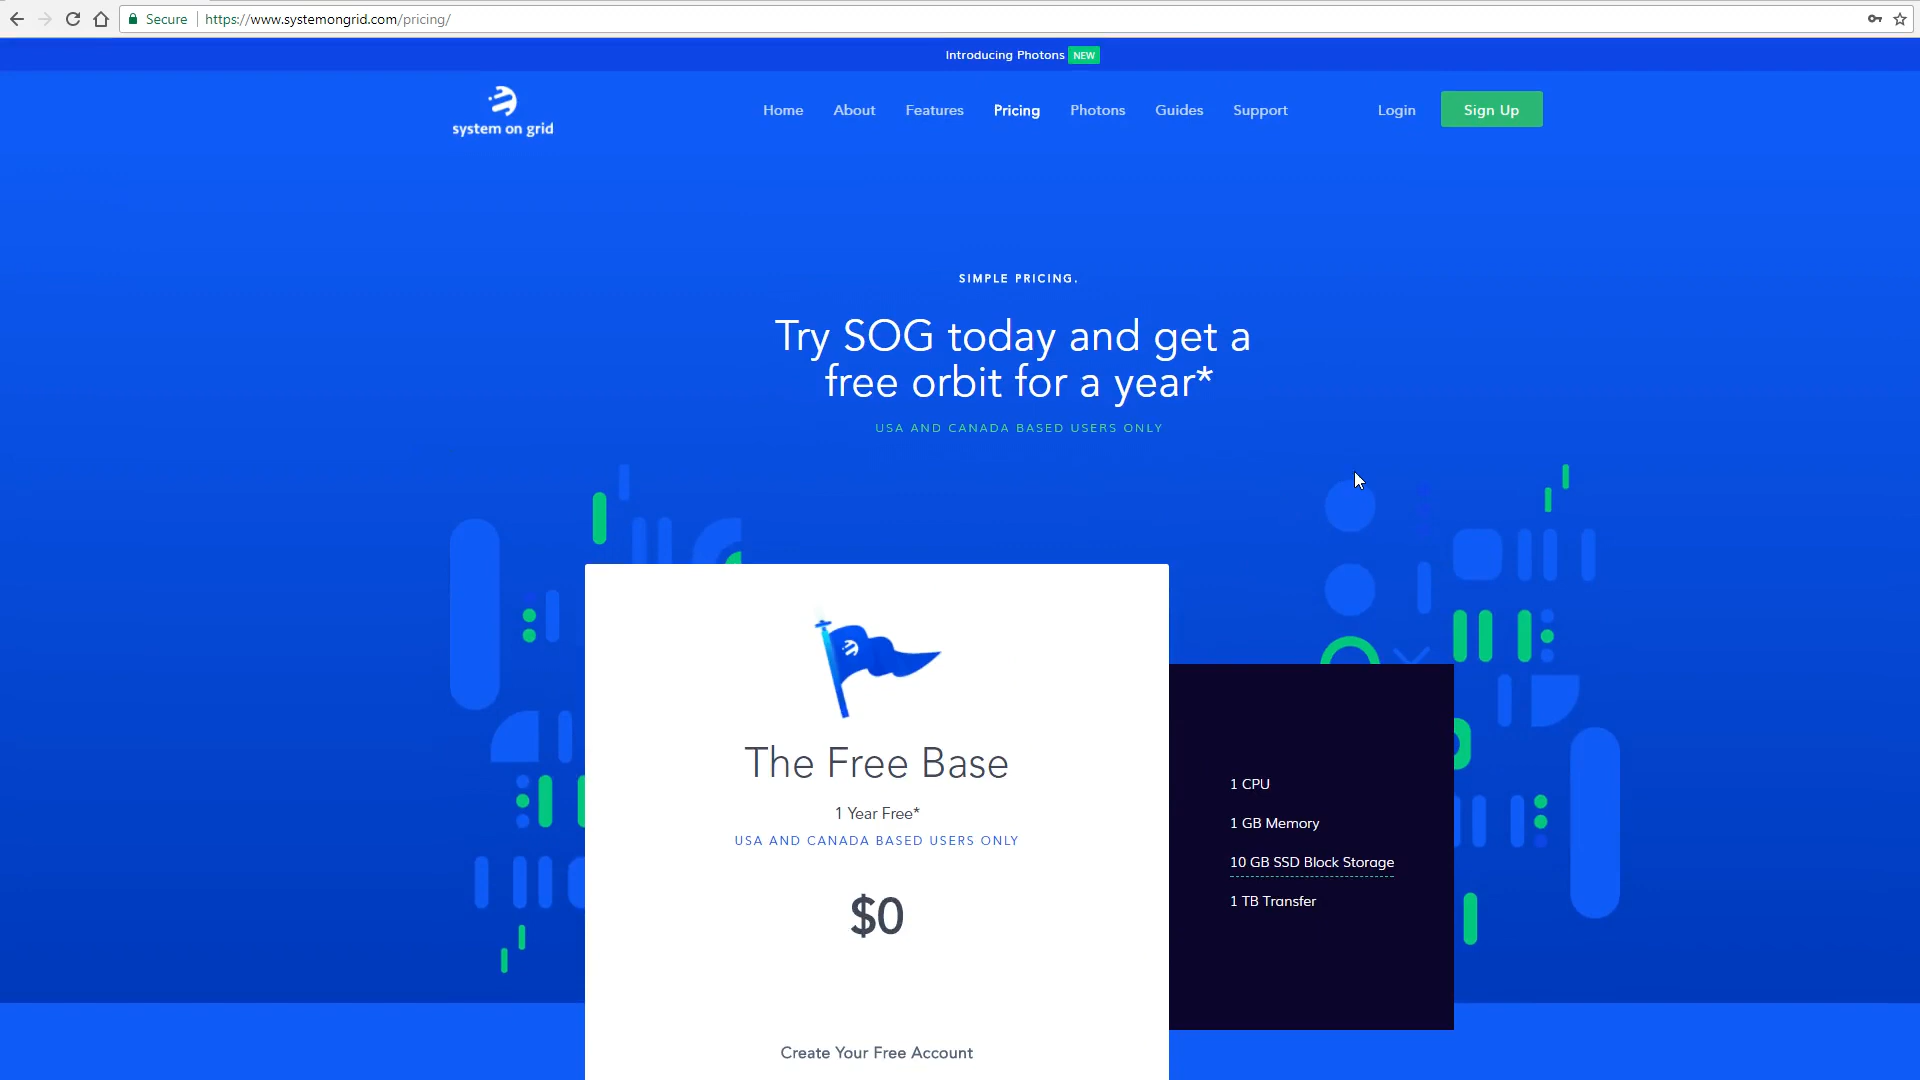 Secure https://www.systemongrid.com/pricing/
Introducing Photons NEW
system on grid
Home About Features Pricing Photons Guides Support Login Sign Up
SIMPLE PRICING.
Try SOG today and get a
free orbit for a year*
USA AND CANADA BASED USERS ONLY
The Free Base
1 Year Free*
USA AND CANADA BASED USERS ONLY
$0
Create Your Free Account
1 CPU
1 GB Memory
10 GB SSD Block Storage
1 TB Transfer